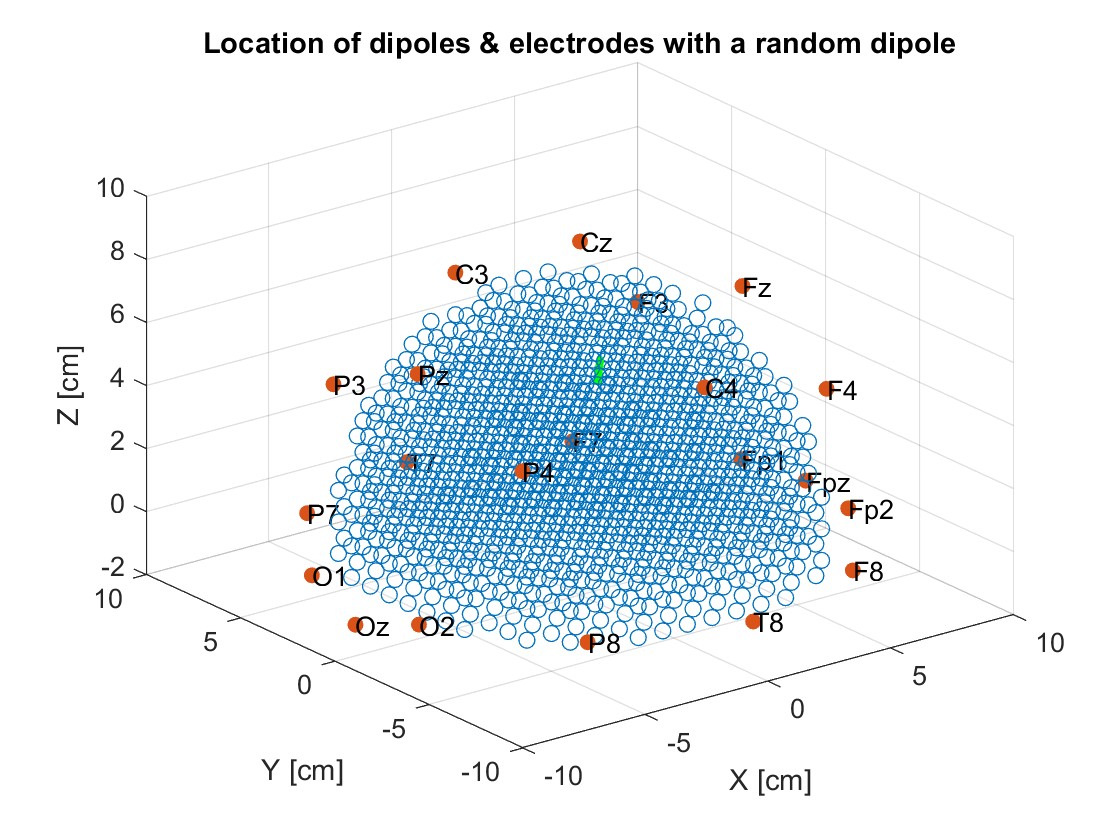 Location of dipoles & electrodes with a random dipole
10
8
6
4
2
0
-2
Z [cm]
10
5
0
-5
-10
Y [cm]
-10
-5
0
5
10
X [cm]
Cz
C3
Fz
F3
Pz
P3
C4
F4
F7
T7
P4
Fp1
Fpz
Fp2
P7
F8
O1
Oz
O2
T8
P8